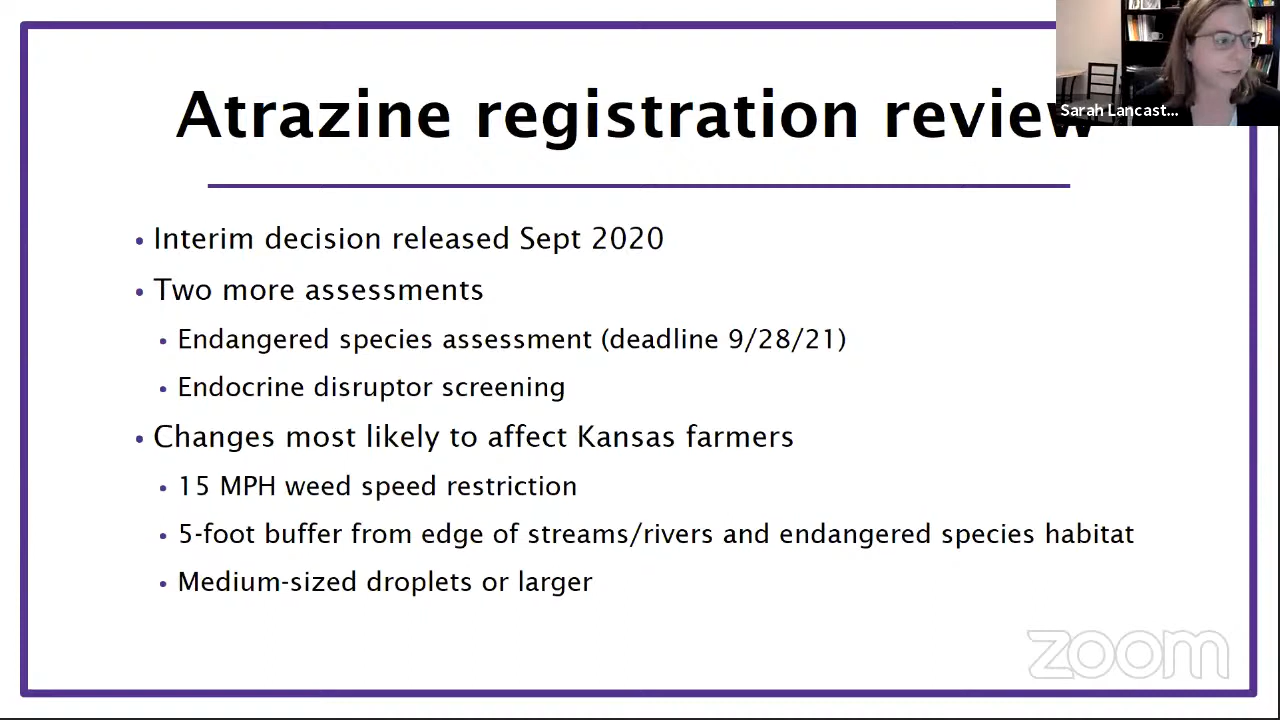 Atrazine registration review
Sarah Lancast...
• Interim decision released Sept 2020
• Two more assessments
• Endangered species assessment (deadline 9/28/21)
• Endocrine disruptor screening
• Changes most likely to affect Kansas farmers
• 15 MPH weed speed restriction
• 5-foot buffer from edge of streams/rivers and endangered species habitat
• Medium-sized droplets or larger
zoom